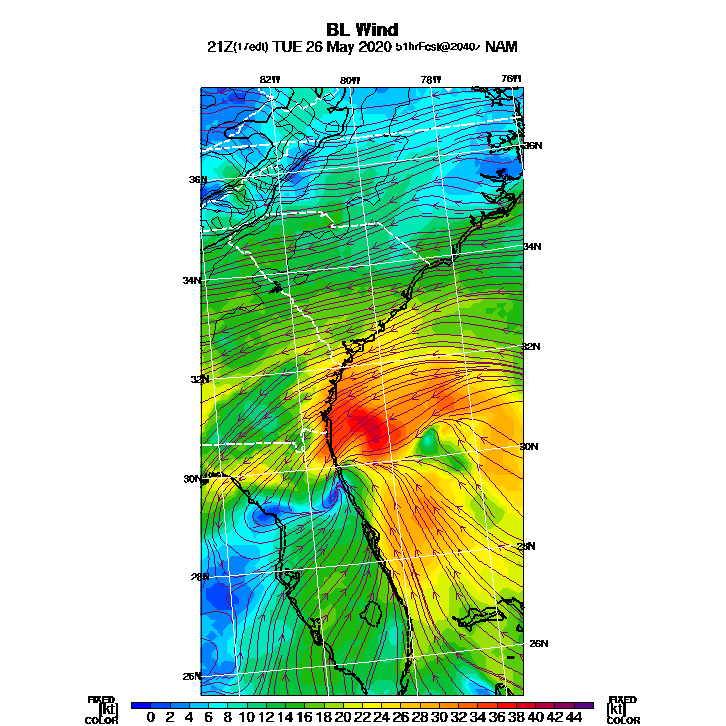 BL Wind
21Z(17edt) TUE 26 May 2020 51hrFcst@2040z NAM
82W 80W 78W 76W
36N
36N
34N
34N
32N
32N
30N
30N
28N
28N
26N
26N
FIXED FIXED
[kt] 0 2 4 6 8 10 12 14 16 18 20 22 24 26 28 30 32 34 36 38 40 42 44 [kt]
COLOR COLOR